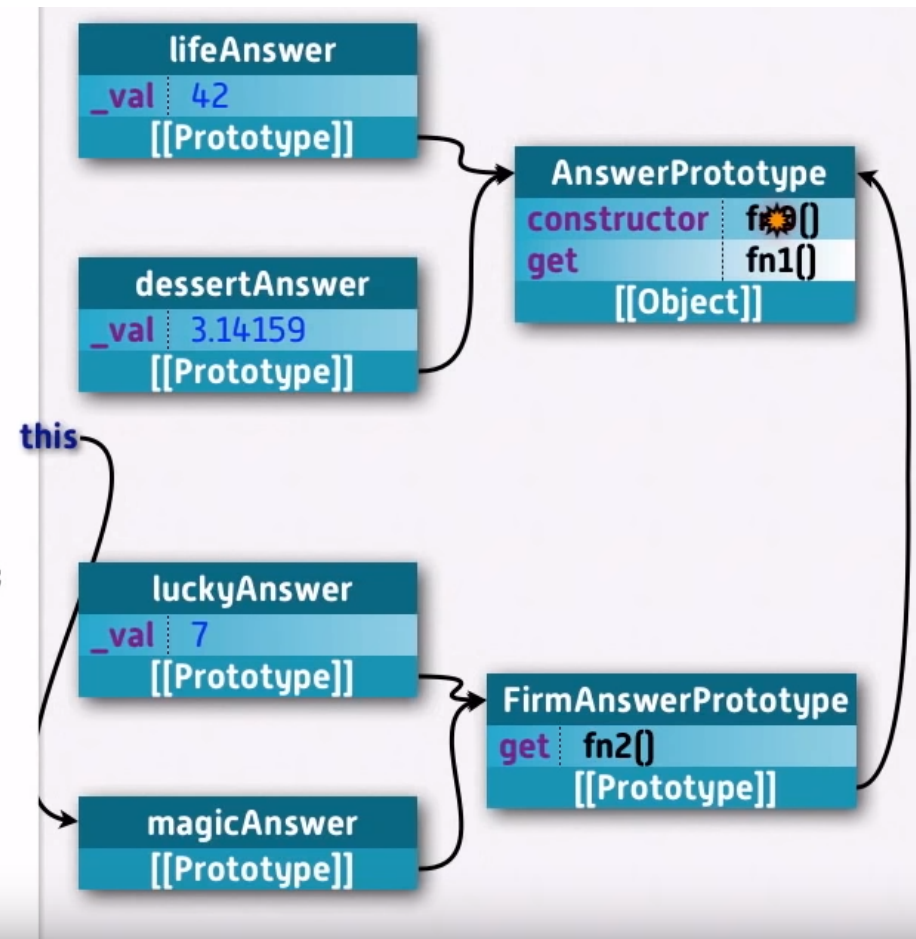 lifeAnswer
_val 42
[[Prototype]]
AnswerPrototype
constructor
get fn1()
[[Object]]
dessertAnswer
_val 3.14159
[[Prototype]]
this
luckyAnswer
_val 7
[[Prototype]]
FirmAnswerPrototype
get fn2()
[[Prototype]]
magicAnswer
[[Prototype]]